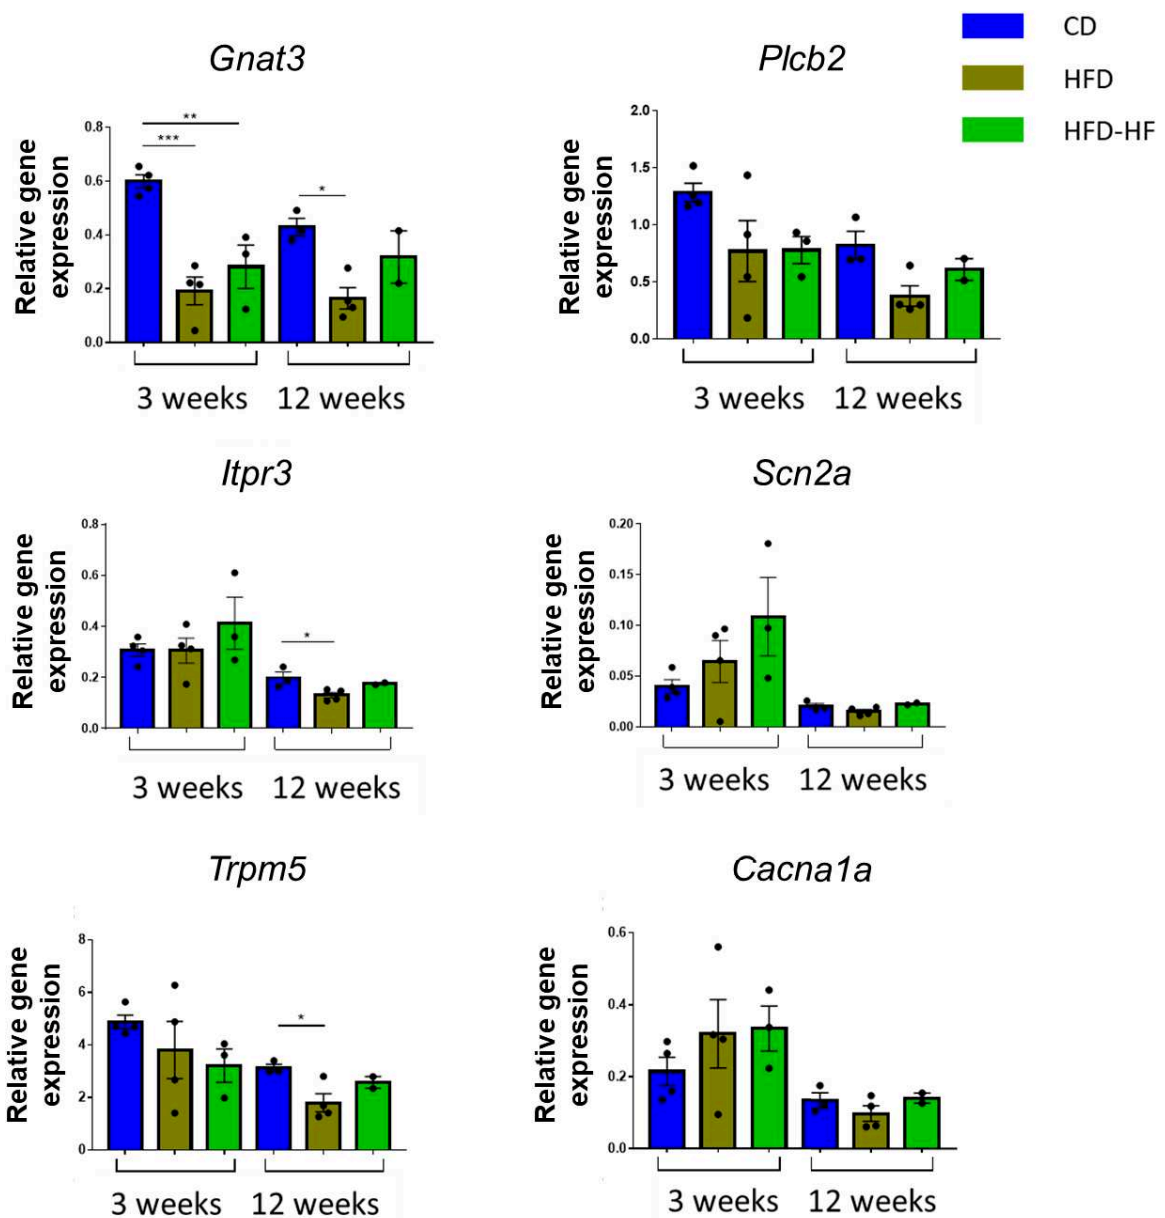 CD
HFD
HFD-HF
Gnat3
Relative gene
expression
0.8
0.6
0.4
0.2
0.0
**
***
*
3 weeks 12 weeks
Plcb2
Relative gene
expression
2.0
1.5
1.0
0.5
0.0
3 weeks 12 weeks
Itpr3
Relative gene
expression
0.8
0.6
0.4
0.2
0.0
*
3 weeks 12 weeks
Scn2a
Relative gene
expression
0.20
0.15
0.10
0.05
0.00
3 weeks 12 weeks
Trpm5
Relative gene
expression
8
6
4
2
0
*
3 weeks 12 weeks
Cacna1a
Relative gene
expression
0.6
0.4
0.2
0.0
3 weeks 12 weeks